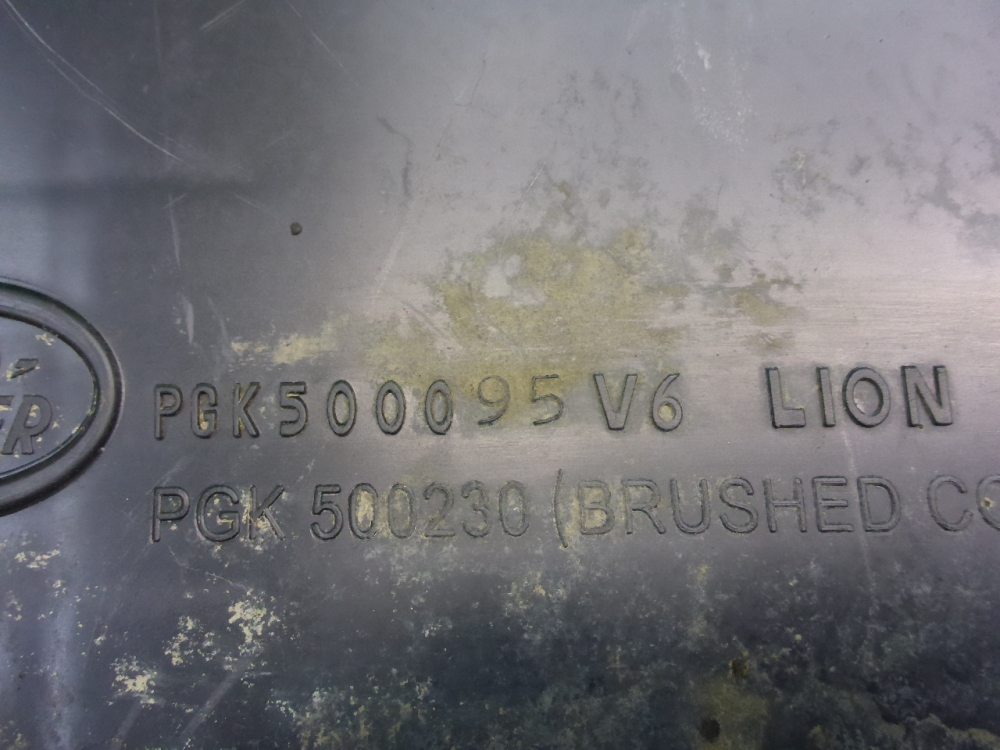 PGK500095 V6 LION
PGK 500230 (BRUSHED